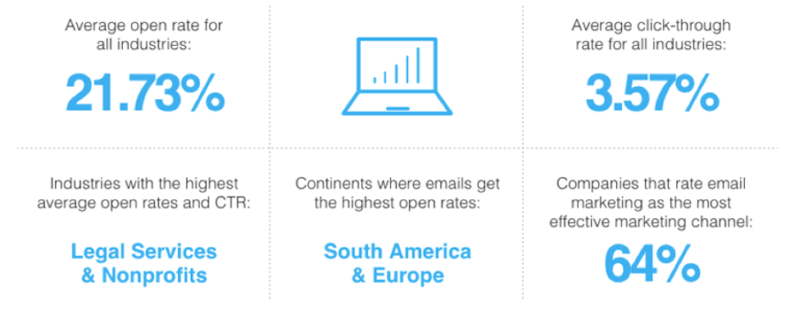 Average open rate for
all industries:
21.73%
Average click-through
rate for all industries:
3.57%
Industries with the highest
average open rates and CTR:
Legal Services
& Nonprofits
Continents where emails get
the highest open rates:
South America
& Europe
Companies that rate email
marketing as the most
effective marketing channel:
64%